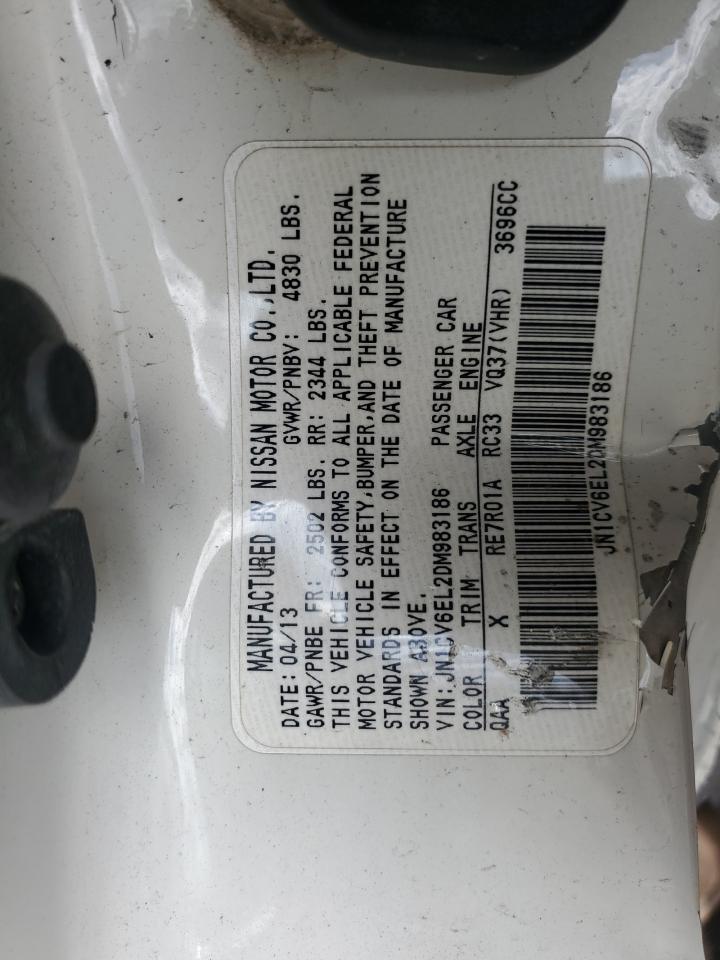 MANUFACTURED BY NISSAN MOTOR CO.,LTD.
DATE: 04/13 GVWR/PNBV: 4830 LBS.
GAWR/PNBE FR: 2502 LBS. RR: 2344 LBS.
THIS VEHICLE CONFORMS TO ALL APPLICABLE FEDERAL
MOTOR VEHICLE SAFETY,BUMPER,AND THEFT PREVENTION
STANDARDS IN EFFECT ON THE DATE OF MANUFACTURE
SHOWN ABOVE.
VIN:JN1CV6EL2DM983186 PASSENGER CAR
COLOR TRIM TRANS AXLE ENGINE
QAA X RE7R01A RC33 VQ37(VHR) 3696CC
JN1CV6EL2DM983186